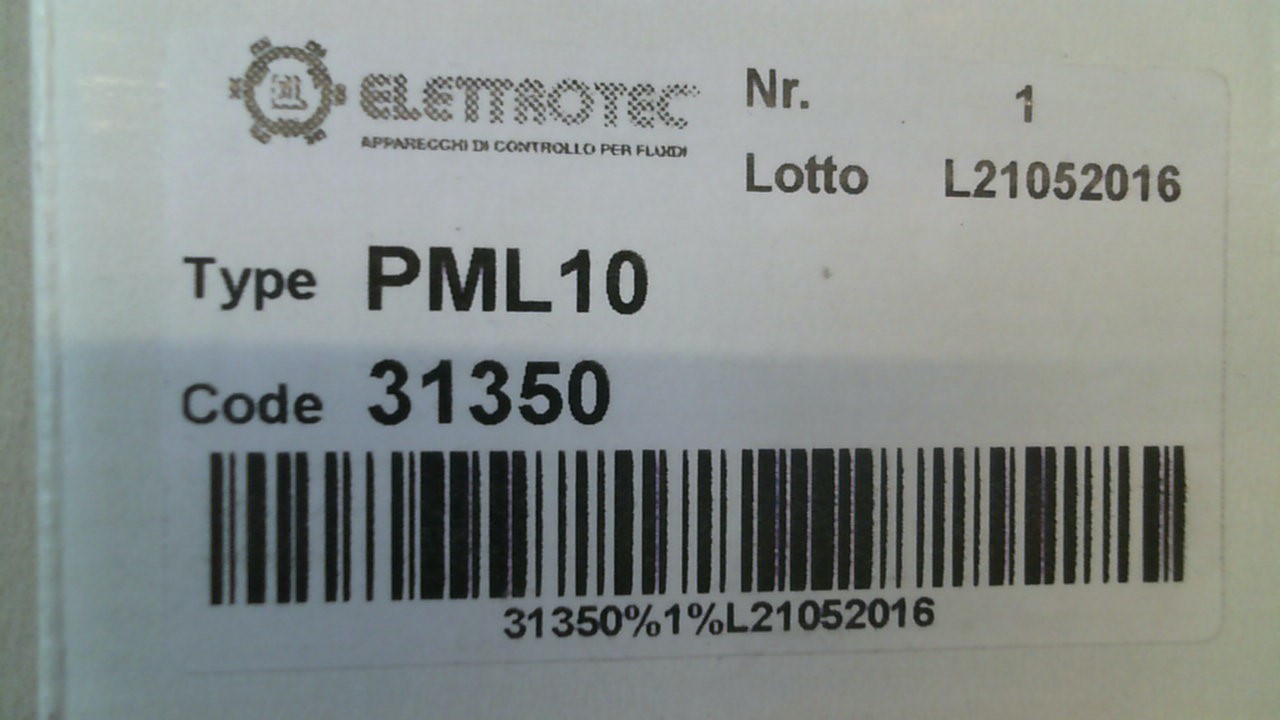 ELETTROTEC
APPARECCHI DI CONTROLLO PER FLUIDI
Nr. 1
Lotto L21052016
Type PML10
Code 31350
31350%1%L21052016